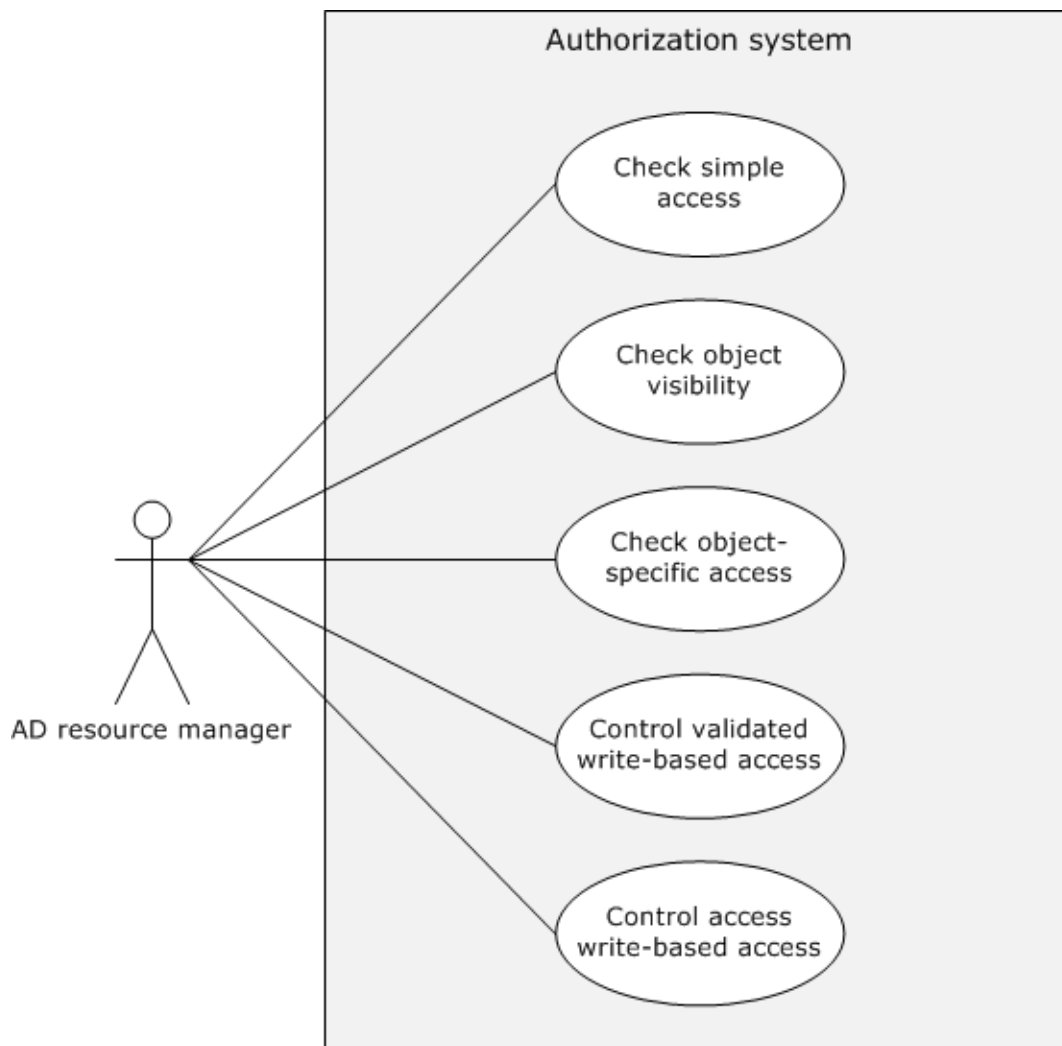 Authorization system
Check simple
access
Check object
visibility
Check object-
specific access
AD resource manager
Control validated
write-based access
Control access
write-based access